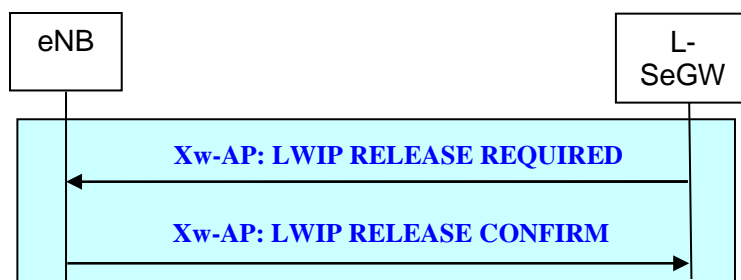 eNB
L-
SeGW
Xw-AP: LWIP RELEASE REQUIRED
Xw-AP: LWIP RELEASE CONFIRM